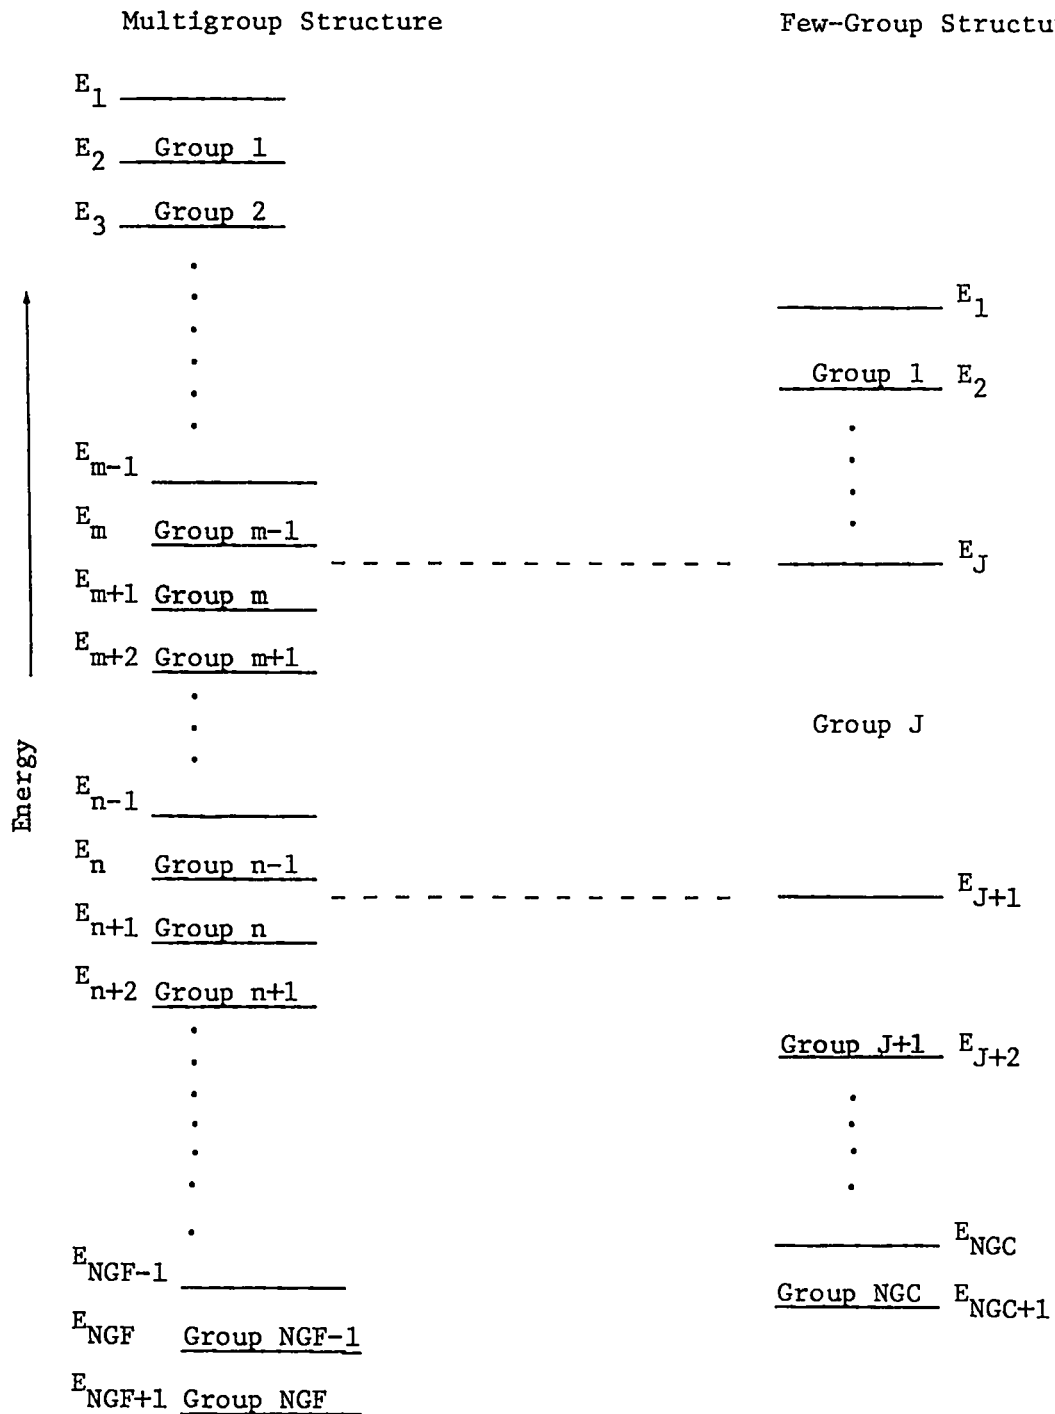 Multigroup Structure
Few-Group Structu
E1
E2 Group 1
E3 Group 2
Em-1
Em Group m-1
Em+1 Group m
Em+2 Group m+1
En-1
En Group n-1
En+1 Group n
En+2 Group n+1
ENGF-1
ENGF Group NGF-1
ENGF+1 Group NGF
Energy
E1
Group 1 E2
EJ
Group J
EJ+1
Group J+1 EJ+2
ENGC
Group NGC ENGC+1